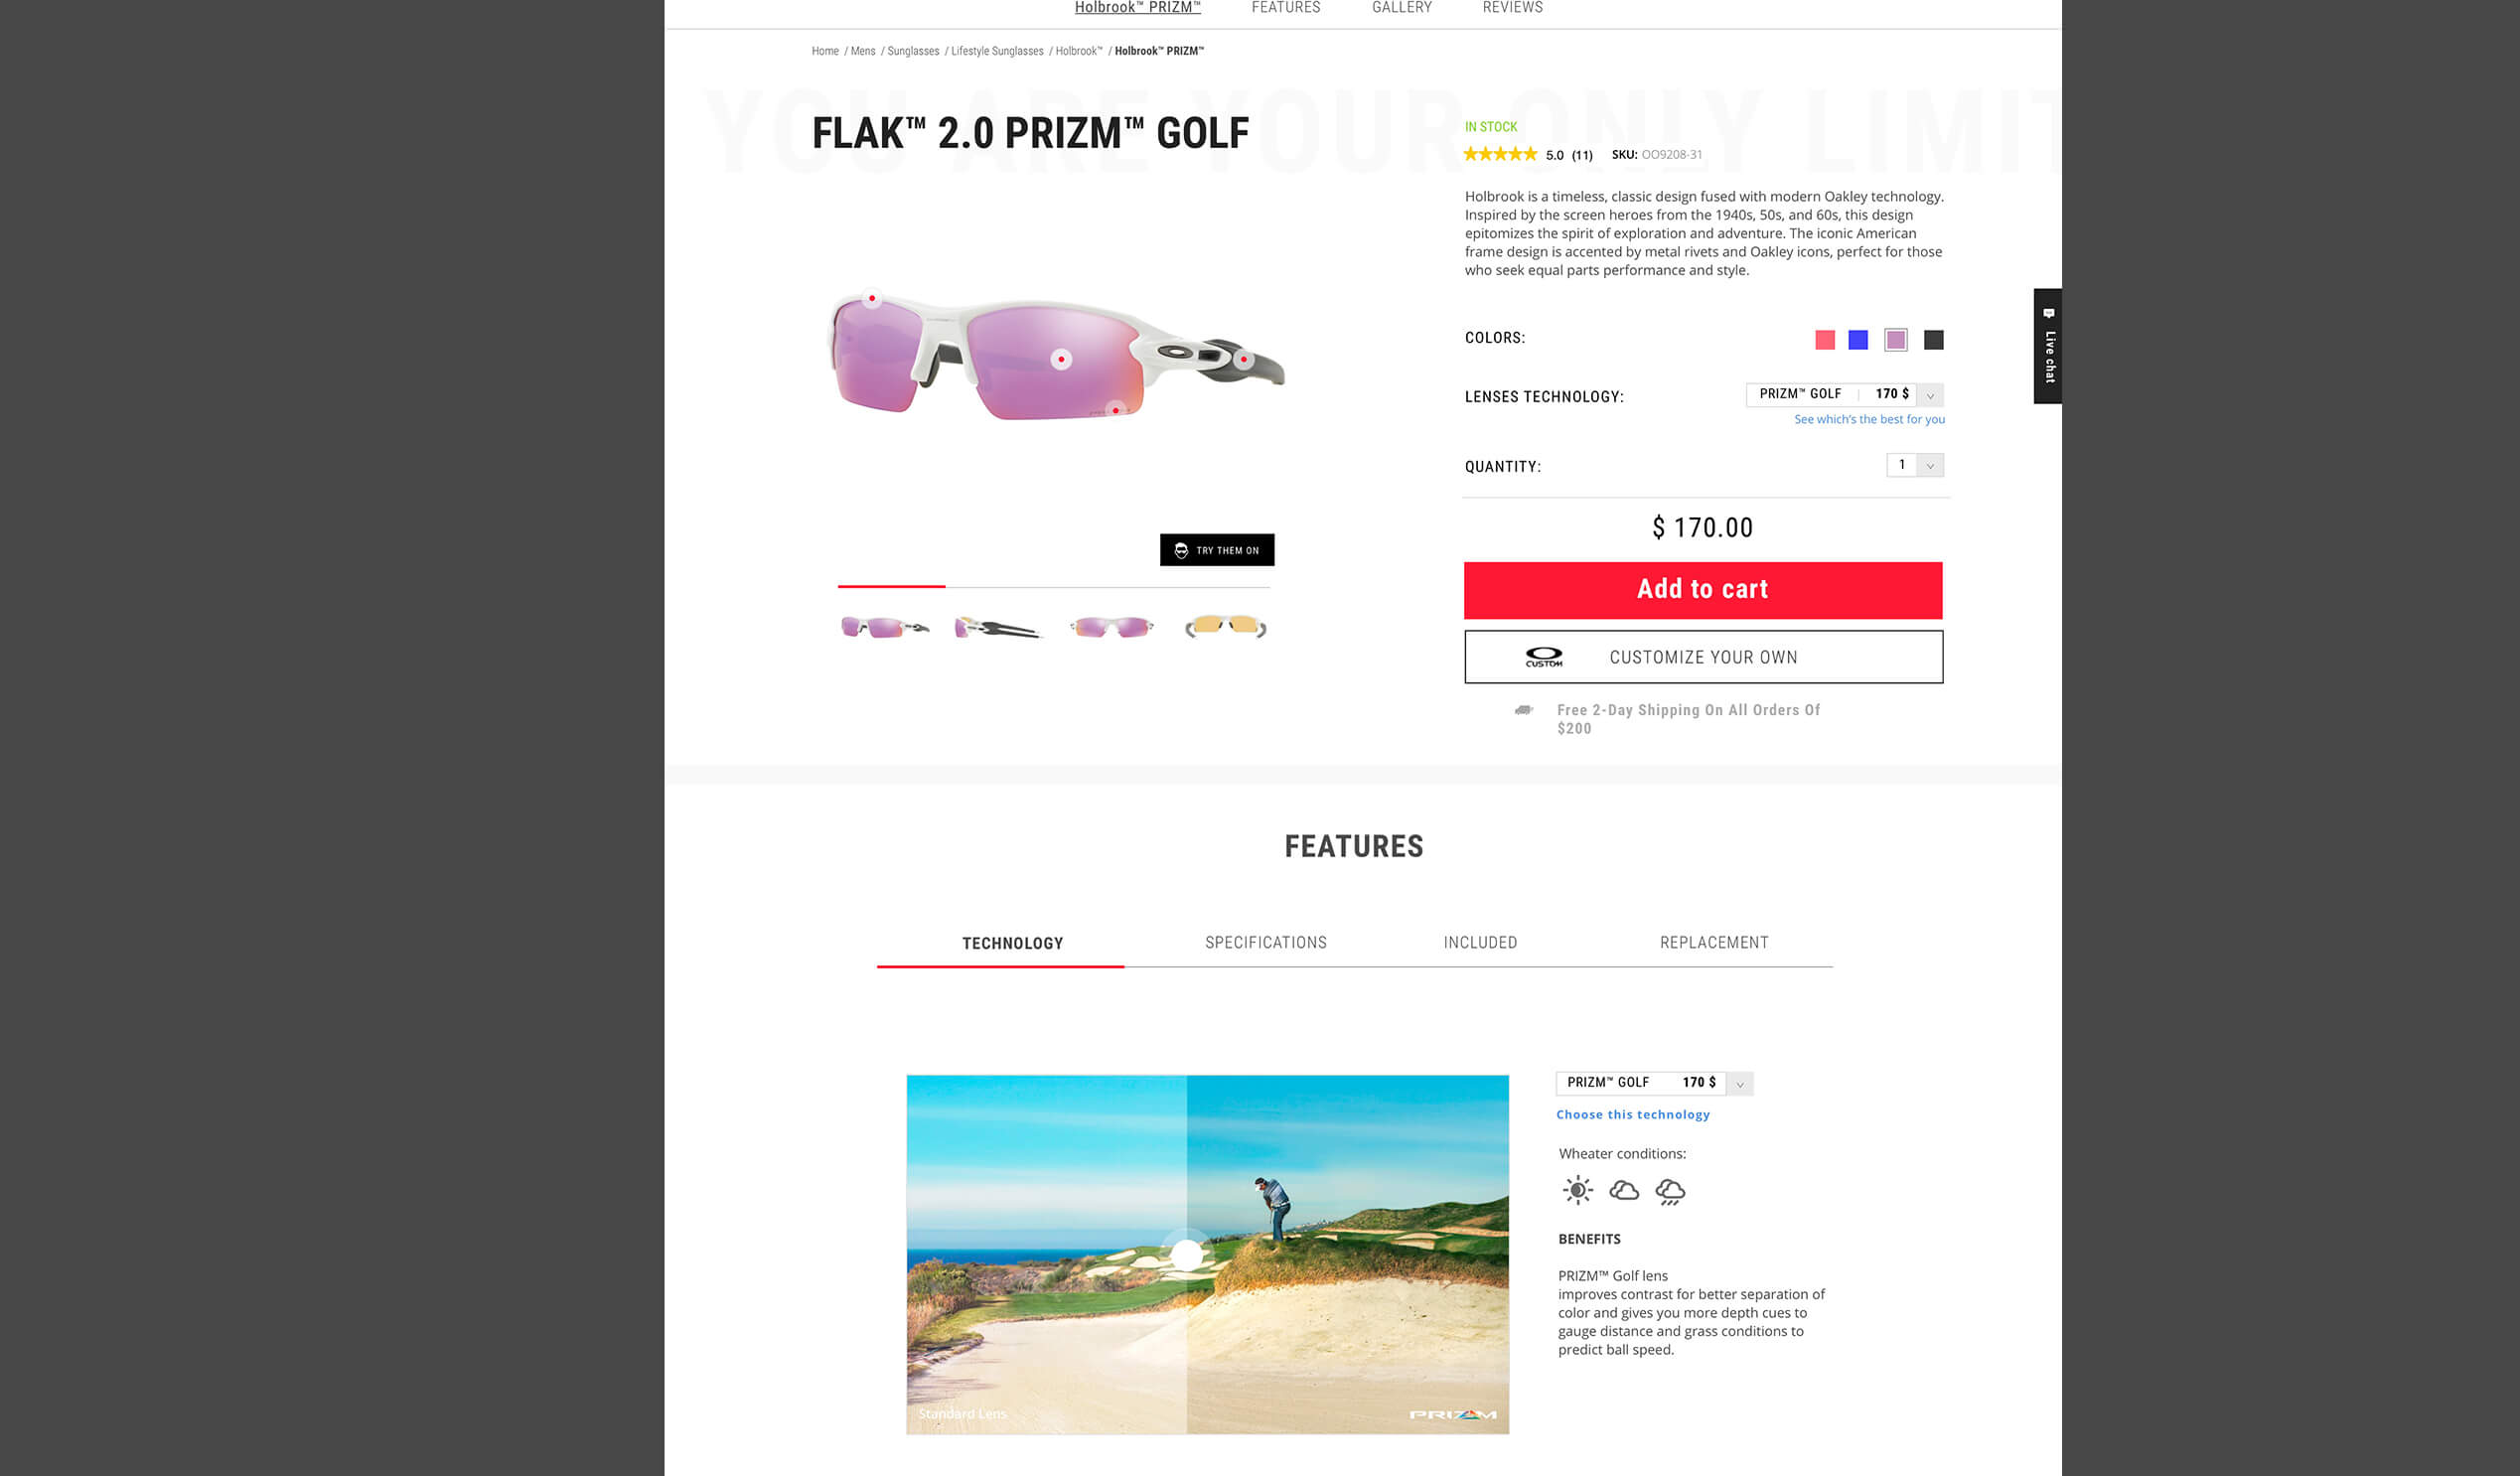 Holbrook™ PRIZM™ FEATURES GALLERY REVIEWS
Home / Mens / Sunglasses / Lifestyle Sunglasses / Holbrook™ / Holbrook™ PRIZM™
YOU ARE YOUR ONLY LIMIT
FLAK™ 2.0 PRIZM™ GOLF
IN STOCK
5.0 (11) SKU: OO9208-31
Holbrook is a timeless, classic design fused with modern Oakley technology.
Inspired by the screen heroes from the 1940s, 50s, and 60s, this design
epitomizes the spirit of exploration and adventure. The iconic American
frame design is accented by metal rivets and Oakley icons, perfect for those
who seek equal parts performance and style.
Live chat
COLORS:
LENSES TECHNOLOGY: PRIZM™ GOLF | 170 $
See which's the best for you
QUANTITY: 1
$ 170.00
TRY THEM ON
Add to cart
CUSTOM CUSTOMIZE YOUR OWN
Free 2-Day Shipping On All Orders Of
$200
FEATURES
TECHNOLOGY SPECIFICATIONS INCLUDED REPLACEMENT
PRIZM™ GOLF 170 $
Choose this technology
Wheater conditions:
BENEFITS
PRIZM™ Golf lens
improves contrast for better separation of
color and gives you more depth cues to
gauge distance and grass conditions to
predict ball speed.
Standard Lens PRIZM